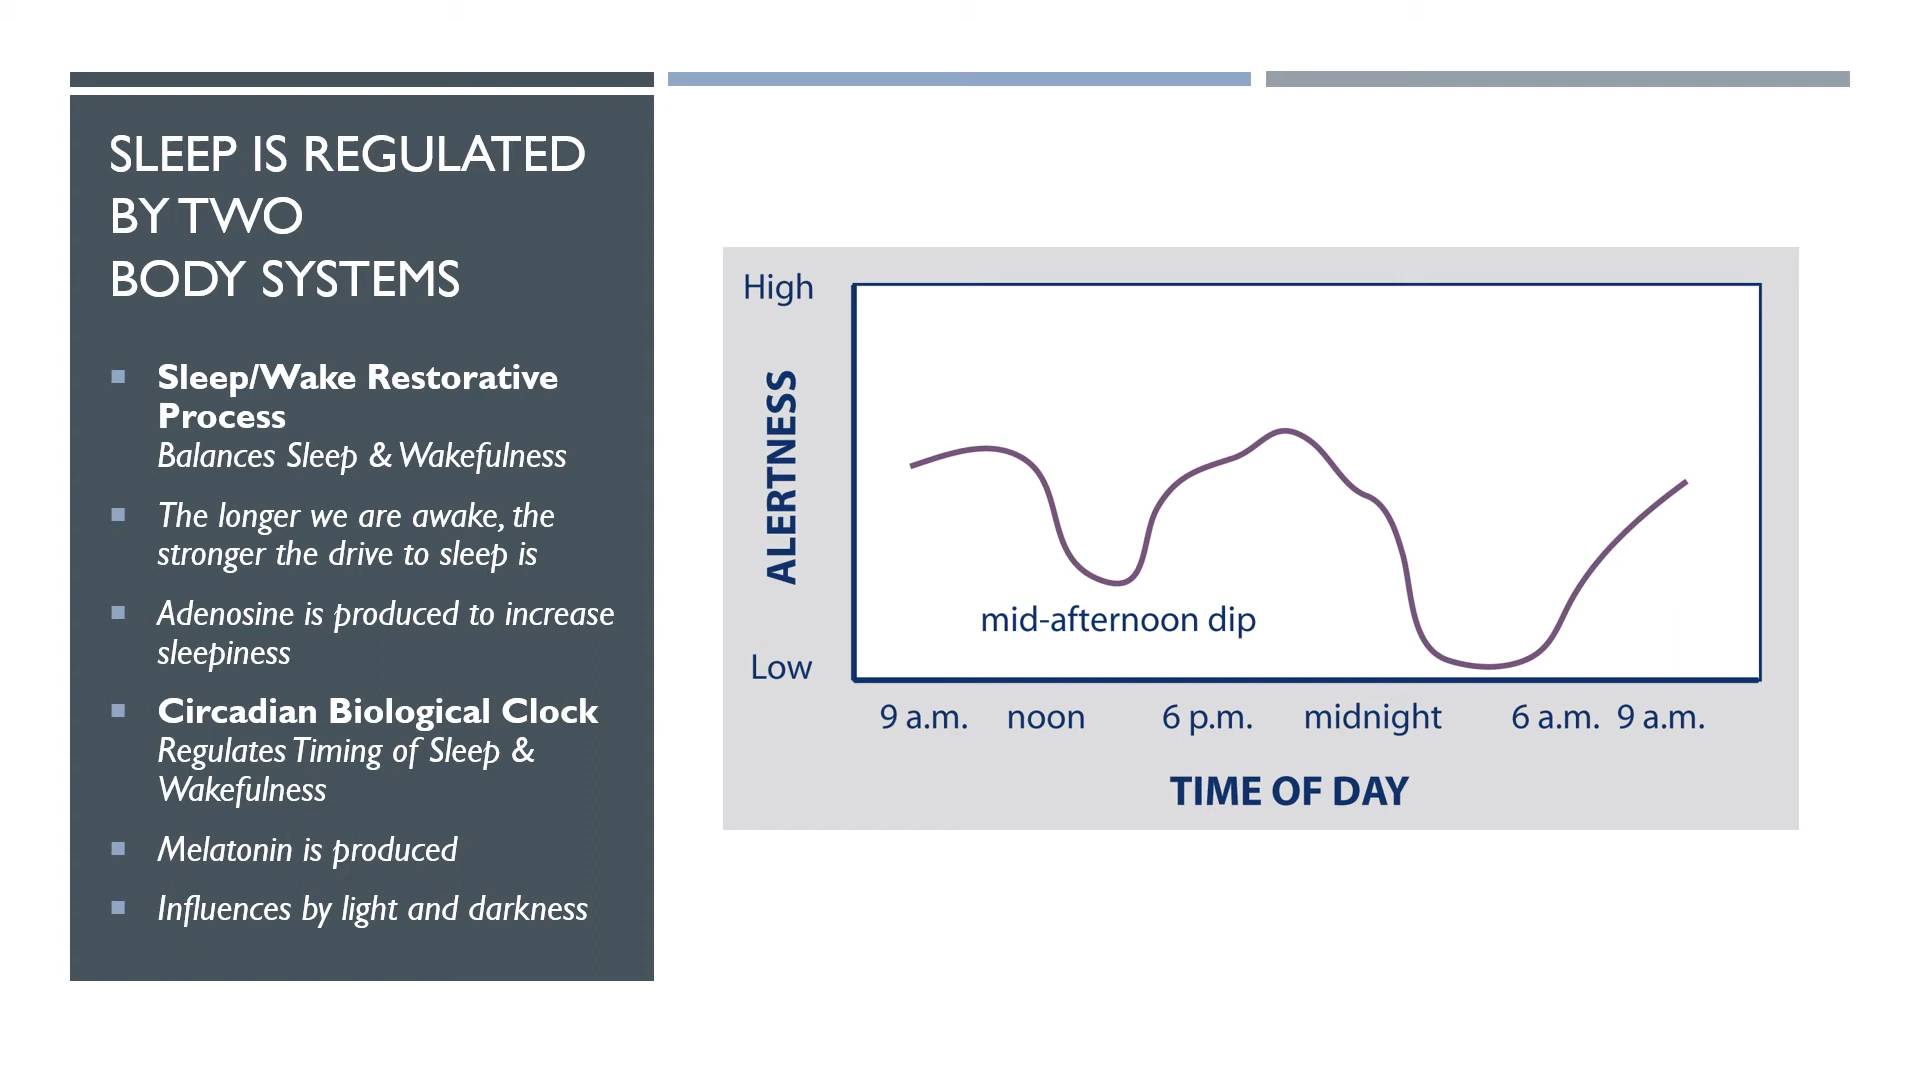 SLEEP IS REGULATED
BY TWO
BODY SYSTEMS
Sleep/Wake Restorative
Process
Balances Sleep & Wakefulness
The longer we are awake, the
stronger the drive to sleep is
Adenosine is produced to increase
sleepiness
Circadian Biological Clock
Regulates Timing of Sleep &
Wakefulness
Melatonin is produced
Influences by light and darkness
High
ALERTNESS
mid-afternoon dip
Low
9 a.m. noon 6 p.m. midnight 6 a.m. 9 a.m.
TIME OF DAY